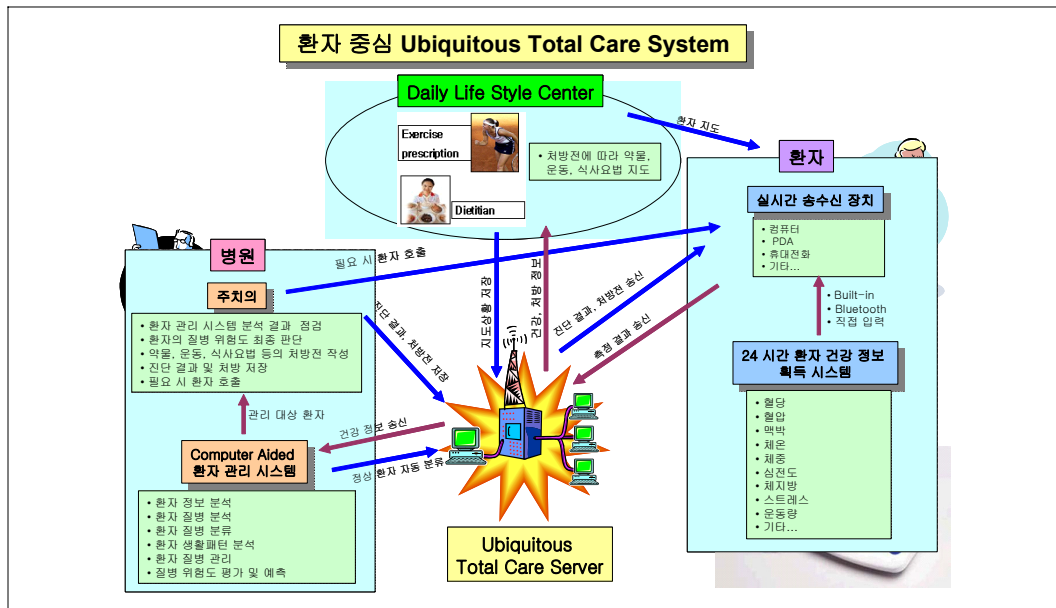 환자 중심 Ubiquitous Total Care System
Daily Life Style Center
Exercise
prescription
Dietitian
• 처방전에 따라 약물,
운동, 식사요법 지도
환자 지도
환자
실시간 송수신 장치
• 컴퓨터
• PDA
• 휴대전화
• 기타...
• Built-in
• Bluetooth
• 직접 입력
24 시간 환자 건강 정보
획득 시스템
• 혈당
• 혈압
• 맥박
• 체온
• 체중
• 심전도
• 체지방
• 스트레스
• 운동량
• 기타...
병원
주치의
• 환자 관리 시스템 분석 결과 점검
• 환자의 질병 위험도 최종 판단
• 약물, 운동, 식사요법 등의 처방전 작성
• 진단 결과 및 처방 저장
• 필요 시 환자 호출
관리 대상 환자
Computer Aided
환자 관리 시스템
• 환자 정보 분석
• 환자 질병 분석
• 환자 질병 분류
• 환자 생활패턴 분석
• 환자 질병 관리
• 질병 위험도 평가 및 예측
필요 시 환자 호출
진단 결과, 처방전 저장
지도상황 저장
건강, 처방 정보
진단 결과, 처방전 송신
측정 결과 송신
건강 정보 송신
정상 환자 자동 분류
Ubiquitous
Total Care Server